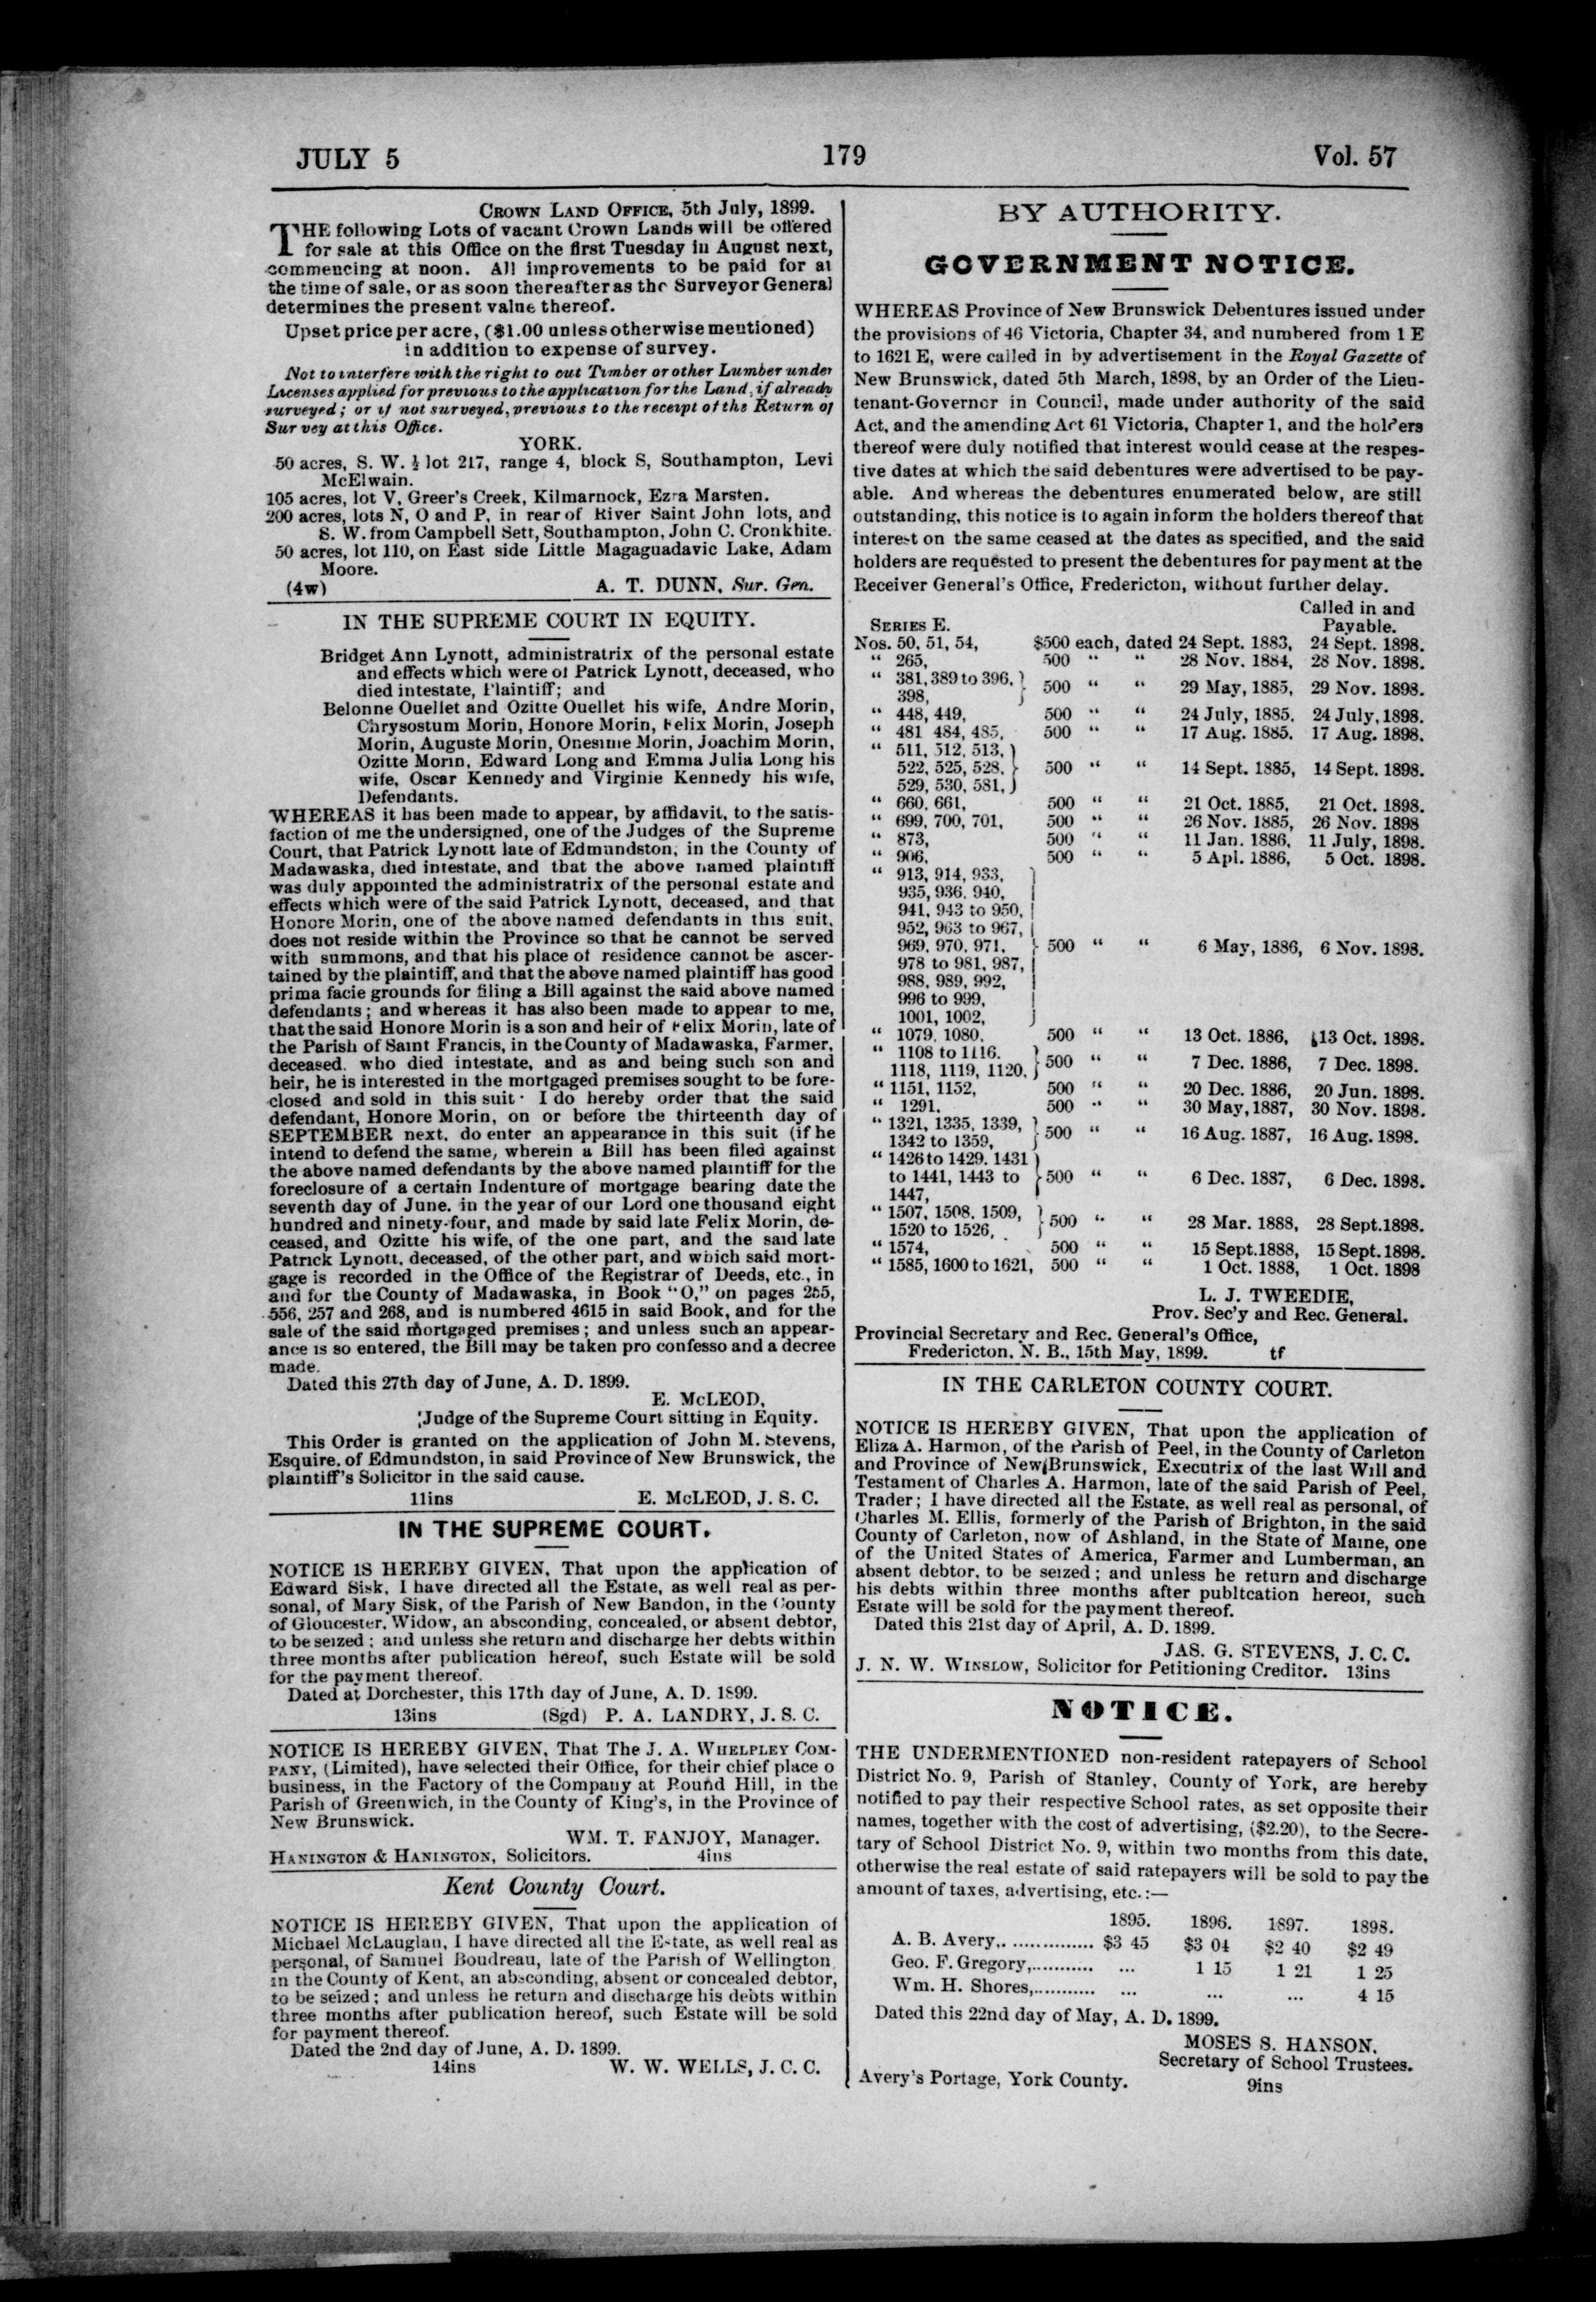 JULY 5
179
Vol. 57
CROWN LAND OFFICE, 5th July, 1899.
THE following Lots of vacant Crown Lands will be offered
for sale at this Office on the first Tuesday in August next,
commencing at noon. All improvements to be paid for at
the time of sale, or as soon thereafter as the Surveyor General
determines the present value thereof.
Upset price per acre, ($1.00 unless otherwise mentioned)
in addition to expense of survey.
Not to interfere with the right to cut Timber or other Lumber under
Licenses applied for previous to the application for the Land, if already
surveyed; or if not surveyed, previous to the receipt of the Return of
Survey at this Office.
YORK.
50 acres, S. W. ½ lot 217, range 4, block S, Southampton, Levi
McElwain.
105 acres, lot V, Greer's Creek, Kilmarnock, Ezra Marsten.
200 acres, lots N, O and P, in rear of River Saint John lots, and
S. W. from Campbell Sett, Southampton, John C. Cronkhite.
50 acres, lot 110, on East side Little Magaguadavic Lake, Adam
Moore.
(4w) A. T. DUNN, Sur. Gen.
IN THE SUPREME COURT IN EQUITY.
Bridget Ann Lynott, administratrix of the personal estate
and effects which were of Patrick Lynott, deceased, who
died intestate, Plaintiff; and
Belonne Ouellet and Ozitte Ouellet his wife, Andre Morin,
Chrysostum Morin, Honore Morin, Felix Morin, Joseph
Morin, Auguste Morin, Onesime Morin, Joachim Morin,
Ozitte Morin, Edward Long and Emma Julia Long his
wife, Oscar Kennedy and Virginie Kennedy his wife,
Defendants.
WHEREAS it has been made to appear, by affidavit, to the satis-
faction of me the undersigned, one of the Judges of the Supreme
Court, that Patrick Lynott late of Edmundston, in the County of
Madawaska, died intestate, and that the above named plaintiff
was duly appointed the administratrix of the personal estate and
effects which were of the said Patrick Lynott, deceased, and that
Honore Morin, one of the above named defendants in this suit,
does not reside within the Province so that he cannot be served
with summons, and that his place of residence cannot be ascer-
tained by the plaintiff, and that the above named plaintiff has good
prima facie grounds for filing a Bill against the said above named
defendants; and whereas it has also been made to appear to me,
that the said Honore Morin is a son and heir of Felix Morin, late of
the Parish of Saint Francis, in the County of Madawaska, Farmer,
deceased. who died intestate, and as and being such son and
heir, he is interested in the mortgaged premises sought to be fore-
closed and sold in this suit· I do hereby order that the said
defendant, Honore Morin, on or before the thirteenth day of
SEPTEMBER next, do enter an appearance in this suit (if he
intend to defend the same, wherein a Bill has been filed against
the above named defendants by the above named plaintiff for the
foreclosure of a certain Indenture of mortgage bearing date the
seventh day of June, in the year of our Lord one thousand eight
hundred and ninety-four, and made by said late Felix Morin, de-
ceased, and Ozitte his wife, of the one part, and the said late
Patrick Lynott, deceased, of the other part, and which said mort-
gage is recorded in the Office of the Registrar of Deeds, etc., in
and for the County of Madawaska, in Book "O," on pages 255,
556, 257 and 268, and is numbered 4615 in said Book, and for the
sale of the said mortgaged premises; and unless such an appear-
ance is so entered, the Bill may be taken pro confesso and a decree
made.
Dated this 27th day of June, A. D. 1899.
E. McLEOD,
Judge of the Supreme Court sitting in Equity.
This Order is granted on the application of John M. Stevens,
Esquire, of Edmundston, in said Province of New Brunswick, the
plaintiff's Solicitor in the said cause.
11ins E. McLEOD, J. S. C.
IN THE SUPREME COURT.
NOTICE IS HEREBY GIVEN, That upon the application of
Edward Sisk, I have directed all the Estate, as well real as per-
sonal, of Mary Sisk, of the Parish of New Bandon, in the County
of Gloucester, Widow, an absconding, concealed, or absent debtor,
to be seized; and unless she return and discharge her debts within
three months after publication hereof, such Estate will be sold
for the payment thereof.
Dated at Dorchester, this 17th day of June, A. D. 1899.
13ins (Sgd) P. A. LANDRY, J. S. C.
NOTICE IS HEREBY GIVEN, That The J. A. WHELPLEY COM-
PANY, (Limited), have selected their Office, for their chief place o
business, in the Factory of the Company at Round Hill, in the
Parish of Greenwich, in the County of King's, in the Province of
New Brunswick.
WM. T. FANJOY, Manager.
HANINGTON & HANINGTON, Solicitors. 4ins
Kent County Court.
NOTICE IS HEREBY GIVEN, That upon the application of
Michael McLauglan, I have directed all the Estate, as well real as
personal, of Samuel Boudreau, late of the Parish of Wellington
in the County of Kent, an absconding, absent or concealed debtor,
to be seized; and unless he return and discharge his debts within
three months after publication hereof, such Estate will be sold
for payment thereof.
Dated the 2nd day of June, A. D. 1899.
14ins W. W. WELLS, J. C. C.
BY AUTHORITY.
GOVERNMENT NOTICE.
WHEREAS Province of New Brunswick Debentures issued under
the provisions of 46 Victoria, Chapter 34, and numbered from 1 E
to 1621 E, were called in by advertisement in the Royal Gazette of
New Brunswick, dated 5th March, 1898, by an Order of the Lieu-
tenant-Governor in Council, made under authority of the said
Act, and the amending Act 61 Victoria, Chapter 1, and the holders
thereof were duly notified that interest would cease at the respes-
tive dates at which the said debentures were advertised to be pay-
able. And whereas the debentures enumerated below, are still
outstanding, this notice is to again inform the holders thereof that
interest on the same ceased at the dates as specified, and the said
holders are requested to present the debentures for payment at the
Receiver General's Office, Fredericton, without further delay.
Called in and
SERIES E. Payable.
Nos. 50, 51, 54, $500 each, dated 24 Sept. 1883, 24 Sept. 1898.
" 265, 500 " " 28 Nov. 1884, 28 Nov. 1898.
" 381, 389 to 396,
398, } 500 " " 29 May, 1885, 29 Nov. 1898.
" 448, 449, 500 " " 24 July, 1885. 24 July, 1898.
" 481 484, 485, 500 " " 17 Aug. 1885. 17 Aug. 1898.
" 511, 512, 513,
522, 525, 528, } 500 " " 14 Sept. 1885, 14 Sept. 1898.
529, 530, 581,
" 660, 661, 500 " " 21 Oct. 1885, 21 Oct. 1898.
" 699, 700, 701, 500 " " 26 Nov. 1885, 26 Nov. 1898
" 873, 500 " " 11 Jan. 1886, 11 July, 1898.
" 906, 500 " " 5 Apl. 1886, 5 Oct. 1898.
" 913, 914, 933,
935, 936, 940,
941, 943 to 950,
952, 963 to 967,
969, 970, 971, } 500 " " 6 May, 1886, 6 Nov. 1898.
978 to 981, 987,
988, 989, 992,
996 to 999,
1001, 1002,
" 1079, 1080, 500 " " 13 Oct. 1886, 13 Oct. 1898.
" 1108 to 1116.
1118, 1119, 1120, } 500 " " 7 Dec. 1886, 7 Dec. 1898.
" 1151, 1152, 500 " " 20 Dec. 1886, 20 Jun. 1898.
" 1291, 500 " " 30 May, 1887, 30 Nov. 1898.
" 1321, 1335, 1339,
1342 to 1359, } 500 " " 16 Aug. 1887, 16 Aug. 1898.
" 1426 to 1429, 1431
to 1441, 1443 to } 500 " " 6 Dec. 1887, 6 Dec. 1898.
1447,
" 1507, 1508, 1509,
1520 to 1526, } 500 " " 28 Mar. 1888, 28 Sept. 1898.
" 1574, 500 " " 15 Sept. 1888, 15 Sept. 1898.
" 1585, 1600 to 1621, 500 " " 1 Oct. 1888, 1 Oct. 1898
L. J. TWEEDIE,
Prov. Sec'y and Rec. General.
Provincial Secretary and Rec. General's Office,
Fredericton, N. B., 15th May, 1899. tf
IN THE CARLETON COUNTY COURT.
NOTICE IS HEREBY GIVEN, That upon the application of
Eliza A. Harmon, of the Parish of Peel, in the County of Carleton
and Province of New Brunswick, Executrix of the last Will and
Testament of Charles A. Harmon, late of the said Parish of Peel,
Trader; I have directed all the Estate, as well real as personal, of
Charles M. Ellis, formerly of the Parish of Brighton, in the said
County of Carleton, now of Ashland, in the State of Maine, one
of the United States of America, Farmer and Lumberman, an
absent debtor, to be seized; and unless he return and discharge
his debts within three months after publtcation hereof, such
Estate will be sold for the payment thereof.
Dated this 21st day of April, A. D. 1899.
JAS. G. STEVENS, J. C. C.
J. N. W. WINSLOW, Solicitor for Petitioning Creditor. 13ins
NOTICE.
THE UNDERMENTIONED non-resident ratepayers of School
District No. 9, Parish of Stanley, County of York, are hereby
notified to pay their respective School rates, as set opposite their
names, together with the cost of advertising, ($2.20), to the Secre-
tary of School District No. 9, within two months from this date,
otherwise the real estate of said ratepayers will be sold to pay the
amount of taxes, advertising, etc.:—
1895. 1896. 1897. 1898.
A. B. Avery,............... $3 45 $3 04 $2 40 $2 49
Geo. F. Gregory,........... ... 1 15 1 21 1 25
Wm. H. Shores,........... ... ... ... 4 15
Dated this 22nd day of May, A. D. 1899.
MOSES S. HANSON,
Secretary of School Trustees.
Avery's Portage, York County. 9ins